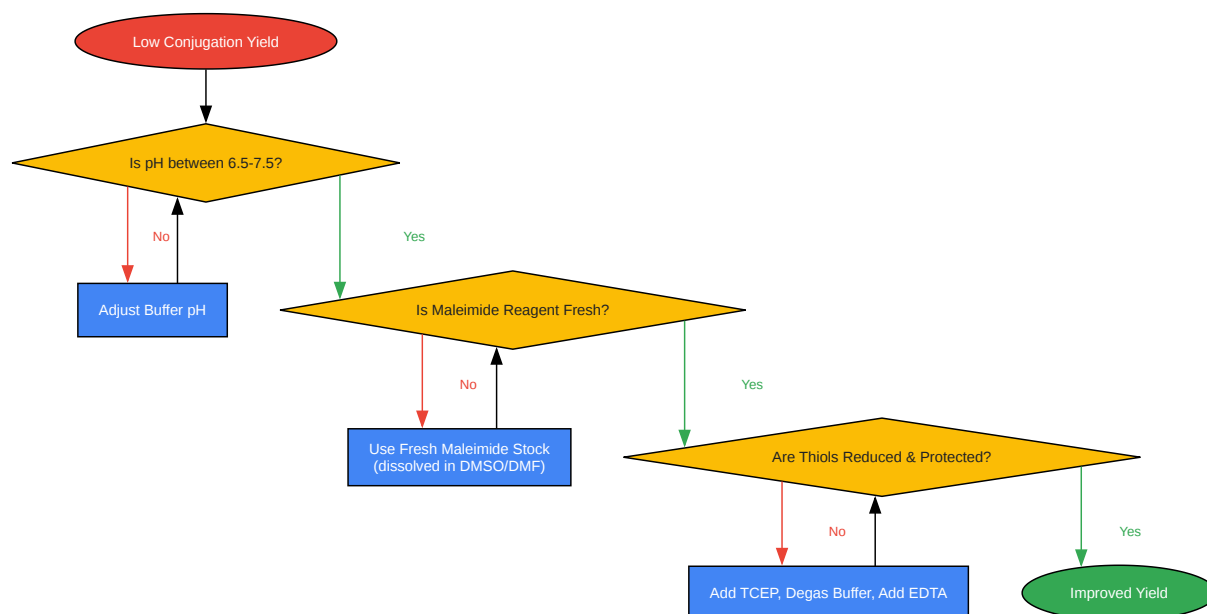 Low Conjugation Yield
Is pH between 6.5-7.5?
No
Yes
Adjust Buffer pH
Is Maleimide Reagent Fresh?
No
Yes
Use Fresh Maleimide Stock
(dissolved in DMSO/DMF)
Are Thiols Reduced & Protected?
No
Yes
Add TCEP, Degas Buffer, Add EDTA
Improved Yield